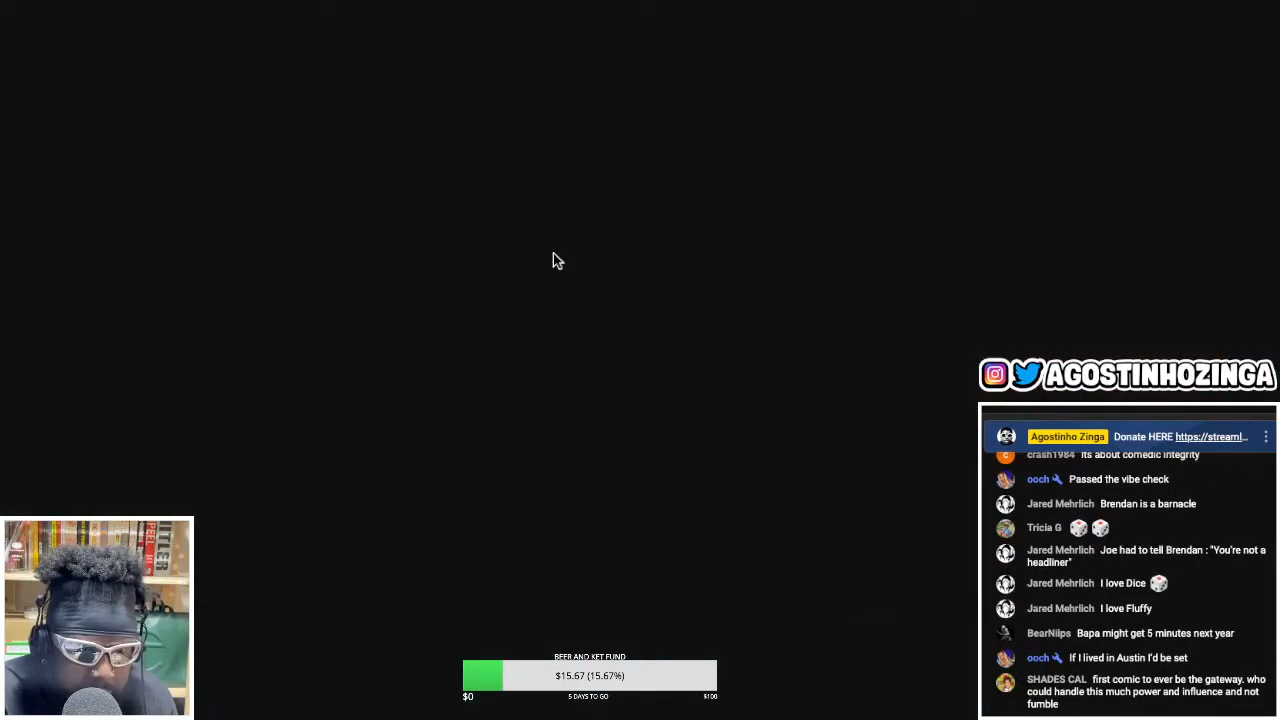 AGOSTINHOZINGA
Agostinho Zinga Donate HERE https://streaml...
crash1984 Its about comedic integrity
ooch Passed the vibe check
Jared Mehrlich Brendan is a barnacle
Tricia G
Jared Mehrlich Joe had to tell Brendan : "You're not a
headliner"
Jared Mehrlich I love Dice
Jared Mehrlich I love Fluffy
BearNiips Bapa might get 5 minutes next year
ooch If I lived in Austin I'd be set
SHADES CAL first comic to ever be the gateway. who
could handle this much power and influence and not
fumble
PEEL
BEER AND KET FUND
$15.67 (15.67%)
$0 5 DAYS TO GO $100